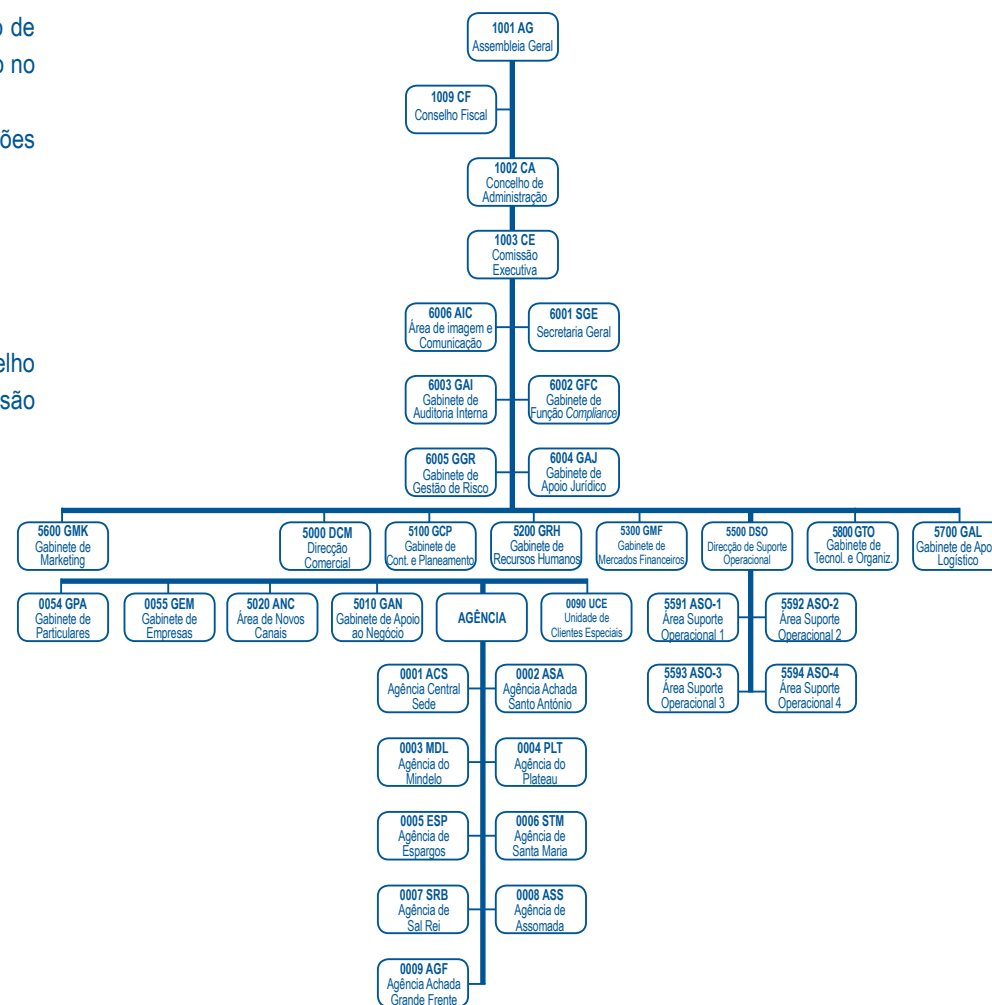 o de
o no
ões
elho
são
1001 AG
Assembleia Geral
1009 CF
Conselho Fiscal
1002 CA
Concelho de
Administração
1003 CE
Comissão
Executiva
6006 AIC
Área de imagem e
Comunicação
6001 SGE
Secretaria Geral
6003 GAI
Gabinete de
Auditoria Interna
6002 GFC
Gabinete de
Função Compliance
6005 GGR
Gabinete de
Gestão de Risco
6004 GAJ
Gabinete de
Apoio Jurídico
5600 GMK
Gabinete de
Marketing
5000 DCM
Direcção
Comercial
5100 GCP
Gabinete de
Cont. e Planeamento
5200 GRH
Gabinete de
Recursos Humanos
5300 GMF
Gabinete de
Mercados Financeiros
5500 DSO
Direcção de Suporte
Operacional
5800 GTO
Gabinete de
Tecnol. e Organiz.
5700 GAL
Gabinete de Apo
Logístico
0054 GPA
Gabinete de
Particulares
0055 GEM
Gabinete de
Empresas
5020 ANC
Área de Novos
Canais
5010 GAN
Gabinete de Apoio
ao Negócio
AGÊNCIA
0090 UCE
Unidade de
Clientes Especiais
5591 ASO-1
Área Suporte
Operacional 1
5592 ASO-2
Área Suporte
Operacional 2
5593 ASO-3
Área Suporte
Operacional 3
5594 ASO-4
Área Suporte
Operacional 4
0001 ACS
Agência Central
Sede
0002 ASA
Agência Achada
Santo António
0003 MDL
Agência do
Mindelo
0004 PLT
Agência do
Plateau
0005 ESP
Agência de
Espargos
0006 STM
Agência de
Santa Maria
0007 SRB
Agência de
Sal Rei
0008 ASS
Agência de
Assomada
0009 AGF
Agência Achada
Grande Frente